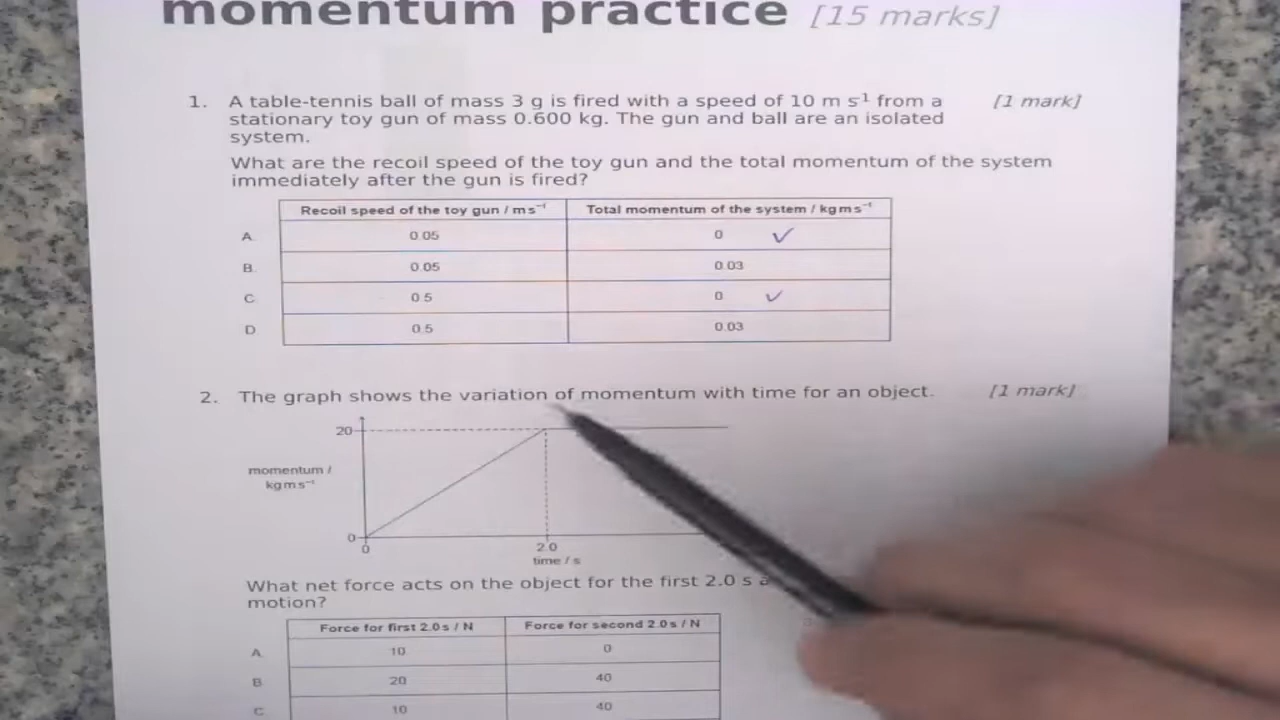 momentum practice [15 marks]
1. A table-tennis ball of mass 3 g is fired with a speed of 10 m s¹ from a [1 mark]
stationary toy gun of mass 0.600 kg. The gun and ball are an isolated
system.
What are the recoil speed of the toy gun and the total momentum of the system
immediately after the gun is fired?
Recoil speed of the toy gun / m s⁻¹ Total momentum of the system / kg m s⁻¹
A. 0.05 0 ✓
B. 0.05 0.03
C 0.5 0 ✓
D 0.5 0.03
2. The graph shows the variation of momentum with time for an object. [1 mark]
20
momentum /
kg m s⁻¹
0
0 2.0
time / s
What net force acts on the object for the first 2.0 s a
motion?
Force for first 2.0 s / N Force for second 2.0 s / N
A. 10 0
B 20 40
C 10 40